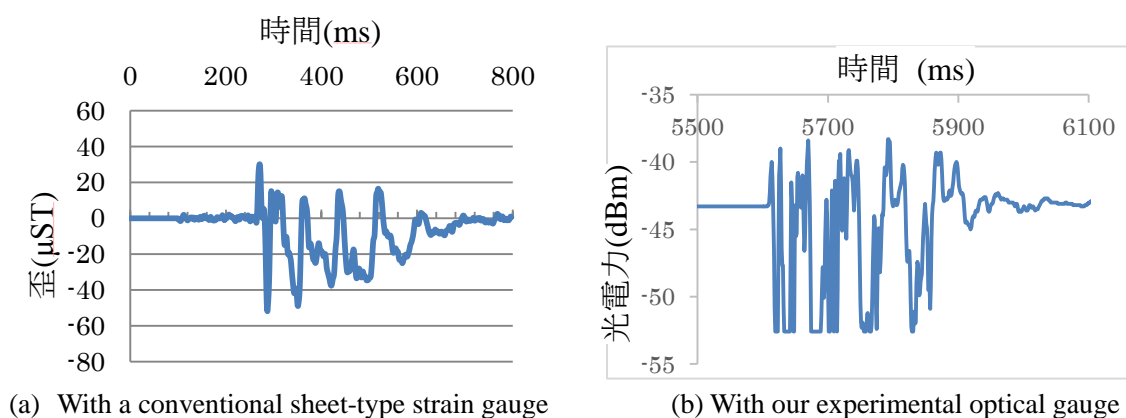 時間(ms)
0 200 400 600 800
60
40
20
0
-20
-40
-60
-80
歪(µST)
(a) With a conventional sheet-type strain gauge
時間 (ms)
-35
5500 5700 5900 6100
-40
-45
-50
-55
光電力(dBm)
(b) With our experimental optical gauge